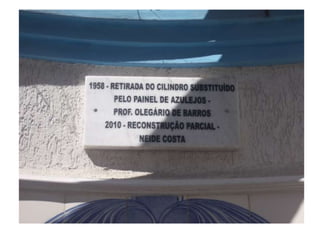 1958 - RETIRADA DO CILINDRO SUBSTITUÍDO
PELO PAINEL DE AZULEJOS -
PROF. OLEGÁRIO DE BARROS
2010 - RECONSTRUÇÃO PARCIAL -
NEIDE COSTA